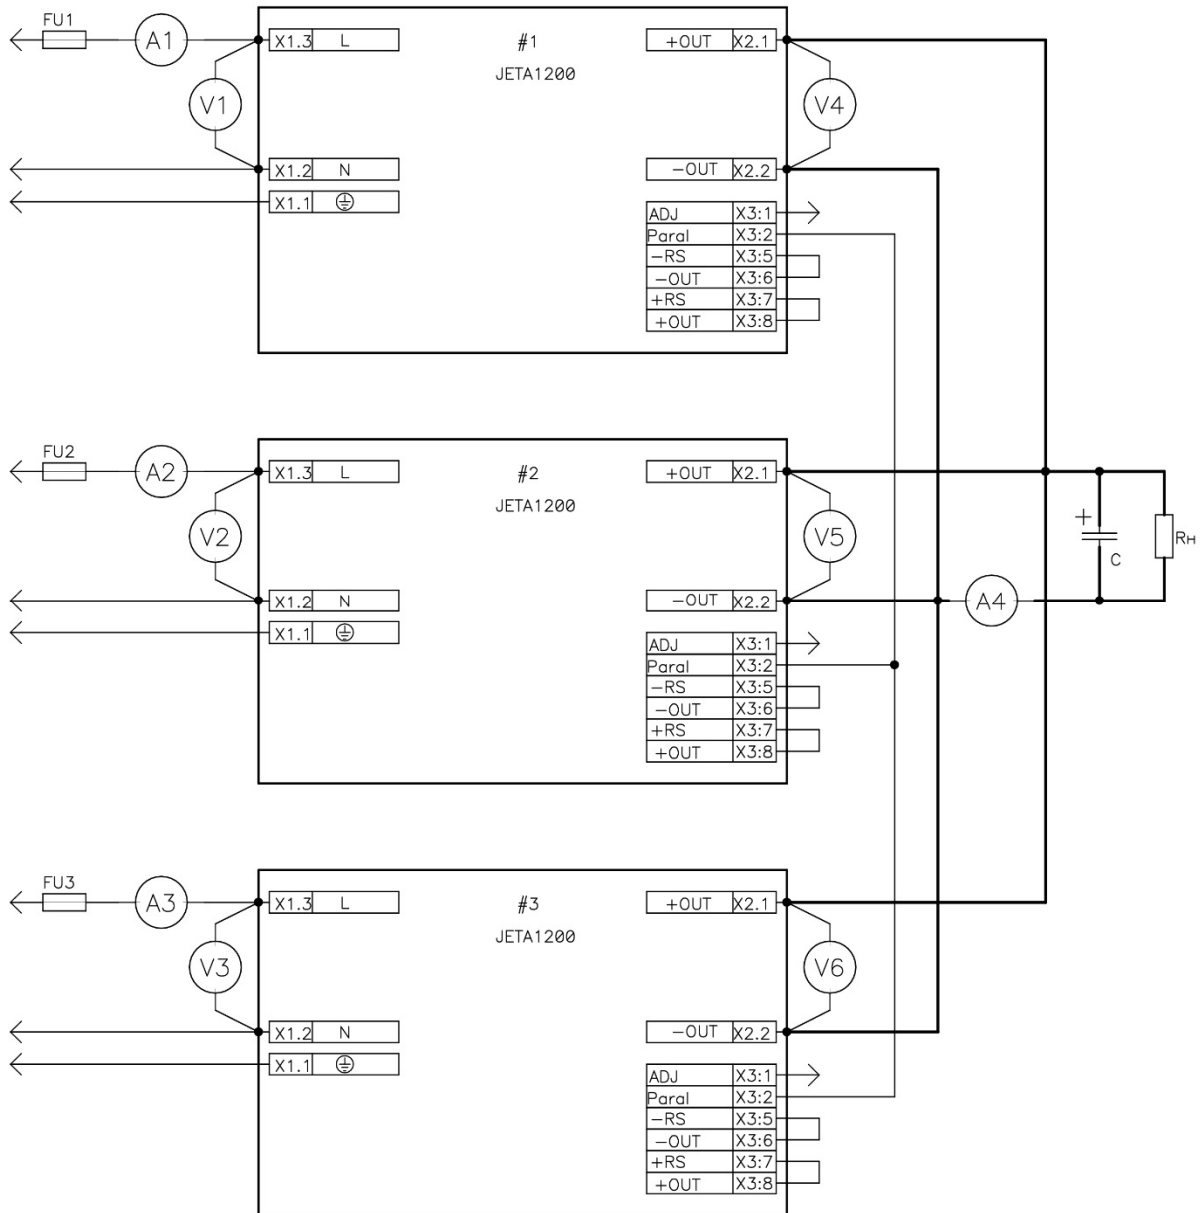 FU1
A1
X1.3 L
#1
+OUT X2.1
JETA1200
V1
V4
X1.2 N
-OUT X2.2
X1.1
ADJ X3:1
Paral X3:2
-RS X3:5
-OUT X3:6
+RS X3:7
+OUT X3:8
FU2
A2
X1.3 L
#2
+OUT X2.1
JETA1200
V2
V5
+
C
Rн
X1.2 N
-OUT X2.2
A4
X1.1
ADJ X3:1
Paral X3:2
-RS X3:5
-OUT X3:6
+RS X3:7
+OUT X3:8
FU3
A3
X1.3 L
#3
+OUT X2.1
JETA1200
V3
V6
X1.2 N
-OUT X2.2
X1.1
ADJ X3:1
Paral X3:2
-RS X3:5
-OUT X3:6
+RS X3:7
+OUT X3:8